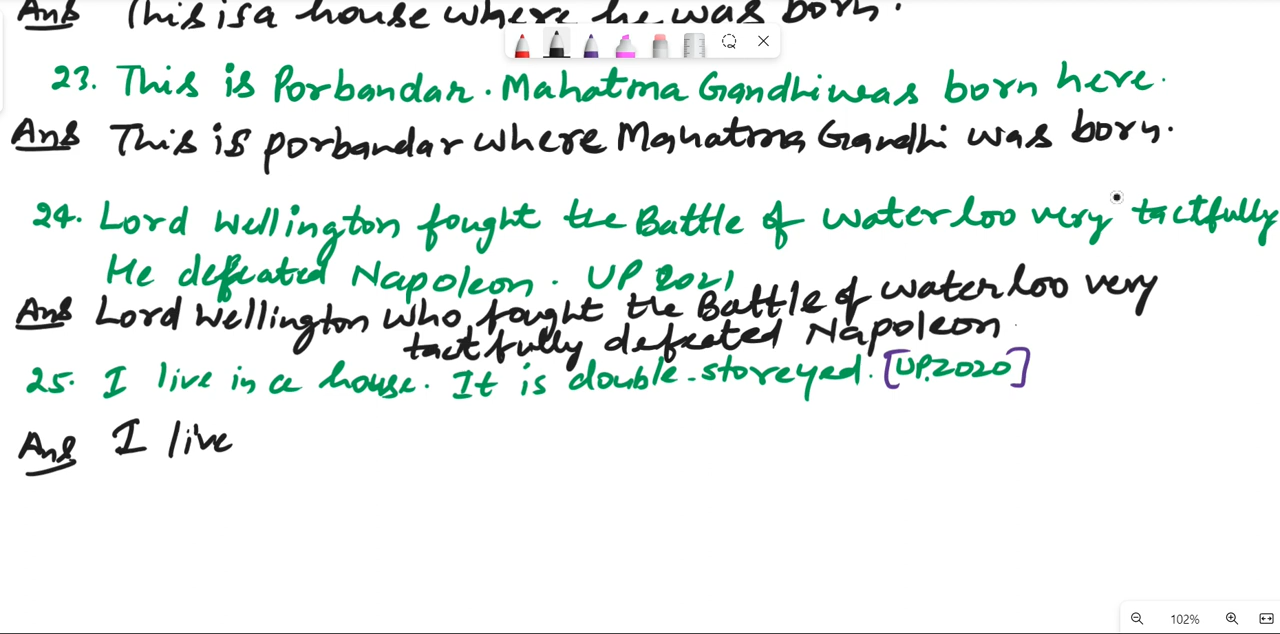 Ans This is a house where he was born.
23. This is Porbandar. Mahatma Gandhi was born here.
Ans This is porbandar where Mahatma Gandhi was born.
24. Lord Wellington fought the Battle of Waterloo very tactfully
He defeated Napoleon. UP 2021
Ans Lord Wellington who fought the Battle of Waterloo very
tactfully defeated Napoleon
25. I live in a house. It is double-storeyed. [UP.2020]
Ans I live
102%